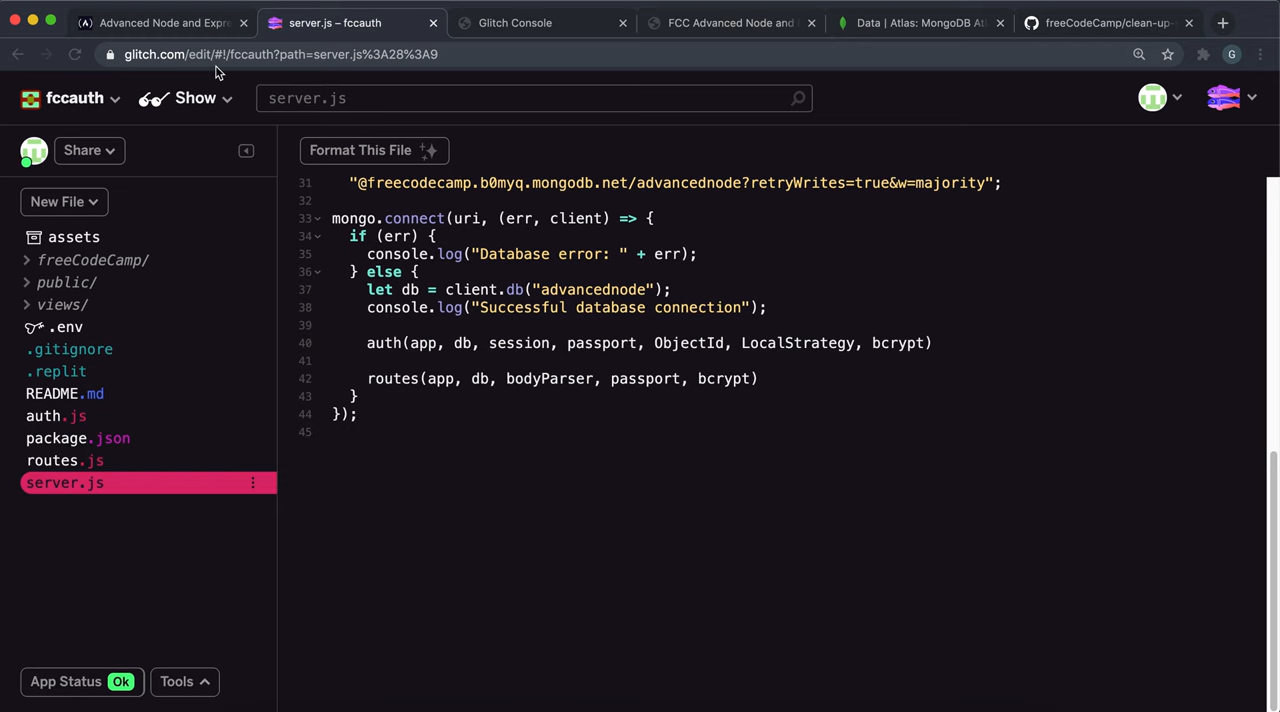 Advanced Node and Expre
server.js – fccauth
Glitch Console
FCC Advanced Node and
Data | Atlas: MongoDB Atl
freeCodeCamp/clean-up-
glitch.com/edit/#!/fccauth?path=server.js%3A28%3A9
G
fccauth
Show
server.js
Share
Format This File
New File
assets
freeCodeCamp/
public/
views/
.env
.gitignore
.replit
README.md
auth.js
package.json
routes.js
server.js
31 "@freecodecamp.b0myq.mongodb.net/advancednode?retryWrites=true&w=majority";
32
33 mongo.connect(uri, (err, client) => {
34 if (err) {
35 console.log("Database error: " + err);
36 } else {
37 let db = client.db("advancednode");
38 console.log("Successful database connection");
39
40 auth(app, db, session, passport, ObjectId, LocalStrategy, bcrypt)
41
42 routes(app, db, bodyParser, passport, bcrypt)
43 }
44 });
45
App Status Ok
Tools